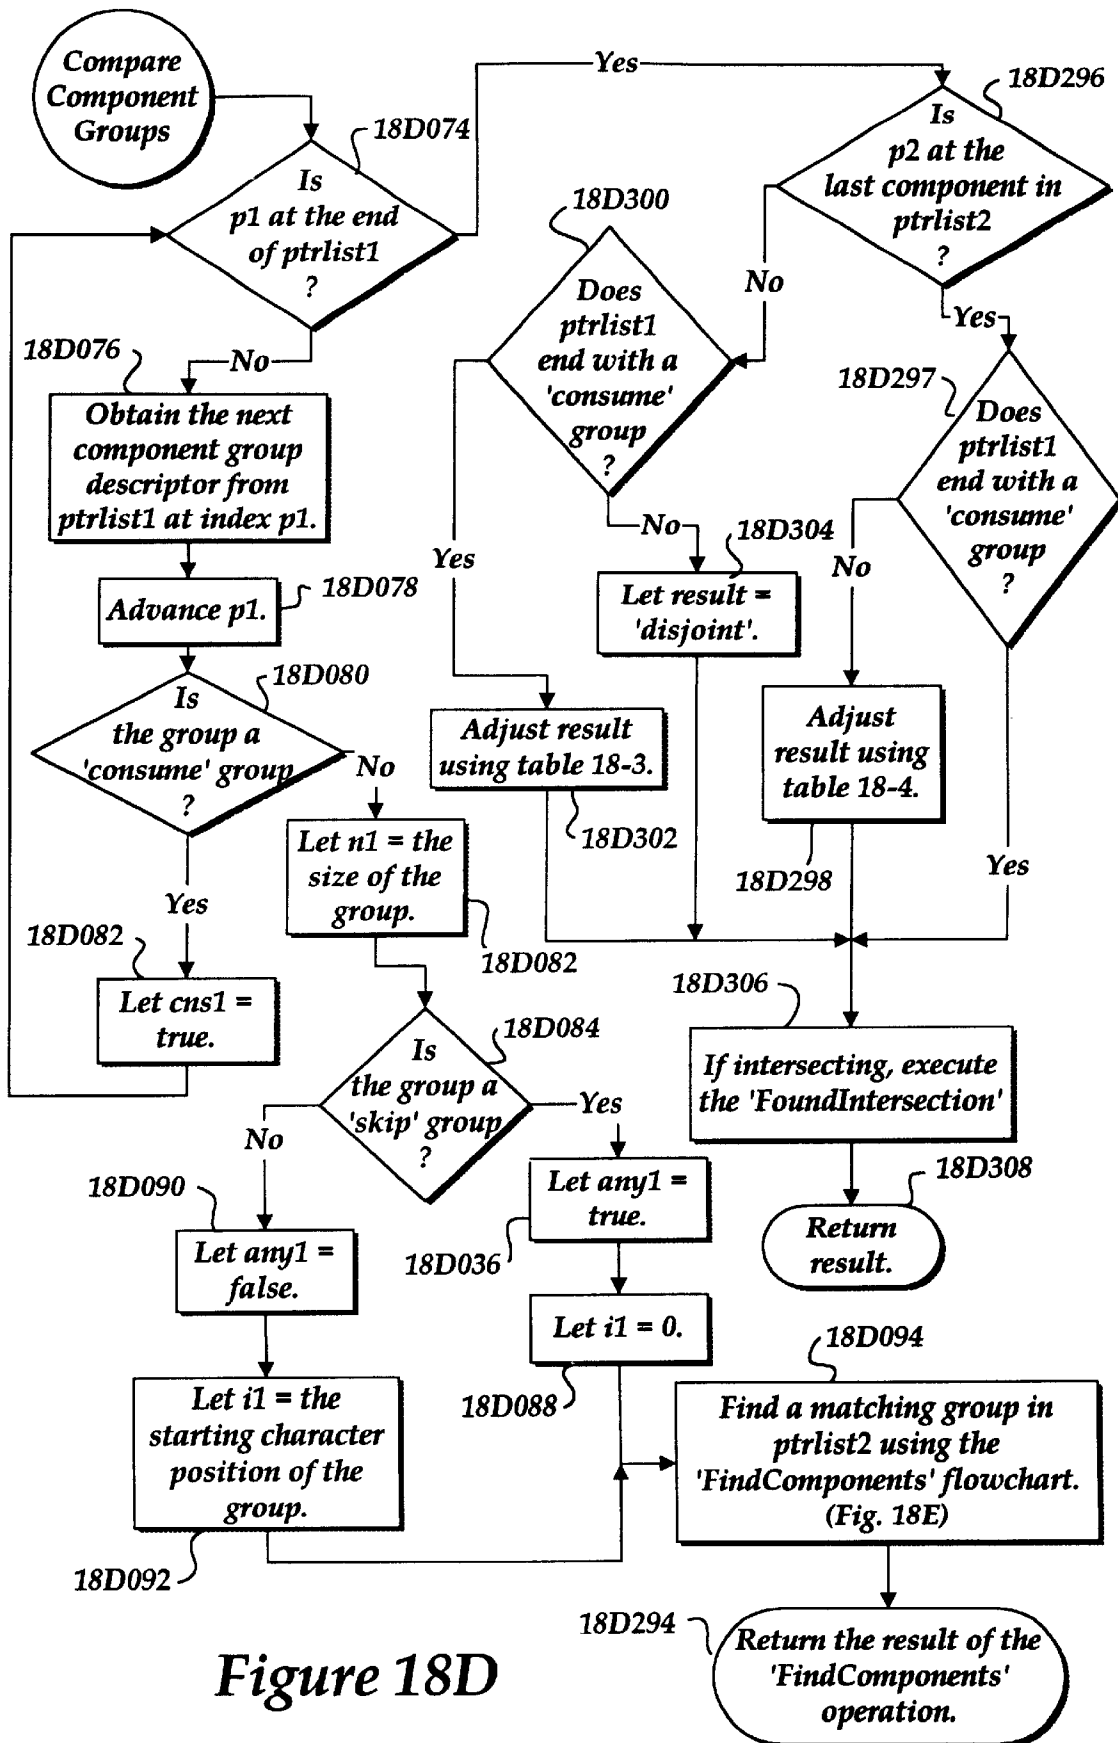 Compare
Component
Groups
18D074
Is
p1 at the end
of ptrlist1
?
Yes
18D296
Is
p2 at the
last component in
ptrlist2
?
No
Yes
18D300
Does
ptrlist1
end with a
'consume'
group
?
18D297
Does
ptrlist1
end with a
'consume'
group
?
No
18D076
Obtain the next
component group
descriptor from
ptrlist1 at index p1.
18D078
Advance p1.
18D080
Is
the group a
'consume' group
?
No
Yes
18D082
Let cns1 =
true.
Let n1 = the
size of the
group.
18D082
Yes
No
18D304
Let result =
'disjoint'.
Adjust result
using table 18-3.
18D302
No
Adjust
result using
table 18-4.
18D298
Yes
18D084
Is
the group a
'skip' group
?
No
Yes
18D090
Let any1 =
false.
Let i1 = the
starting character
position of the
group.
18D092
Let any1 =
true.
18D036
Let i1 = 0.
18D088
18D306
If intersecting, execute
the 'FoundIntersection'
18D308
Return
result.
18D094
Find a matching group in
ptrlist2 using the
'FindComponents' flowchart.
(Fig. 18E)
18D294
Return the result of the
'FindComponents'
operation.
Figure 18D